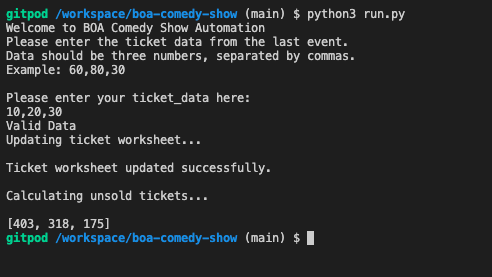 gitpod /workspace/boa-comedy-show (main) $ python3 run.py
Welcome to BOA Comedy Show Automation
Please enter the ticket data from the last event.
Data should be three numbers, separated by commas.
Example: 60,80,30
Please enter your ticket_data here:
10,20,30
Valid Data
Updating ticket worksheet...
Ticket worksheet updated successfully.
Calculating unsold tickets...
[403, 318, 175]
gitpod /workspace/boa-comedy-show (main) $